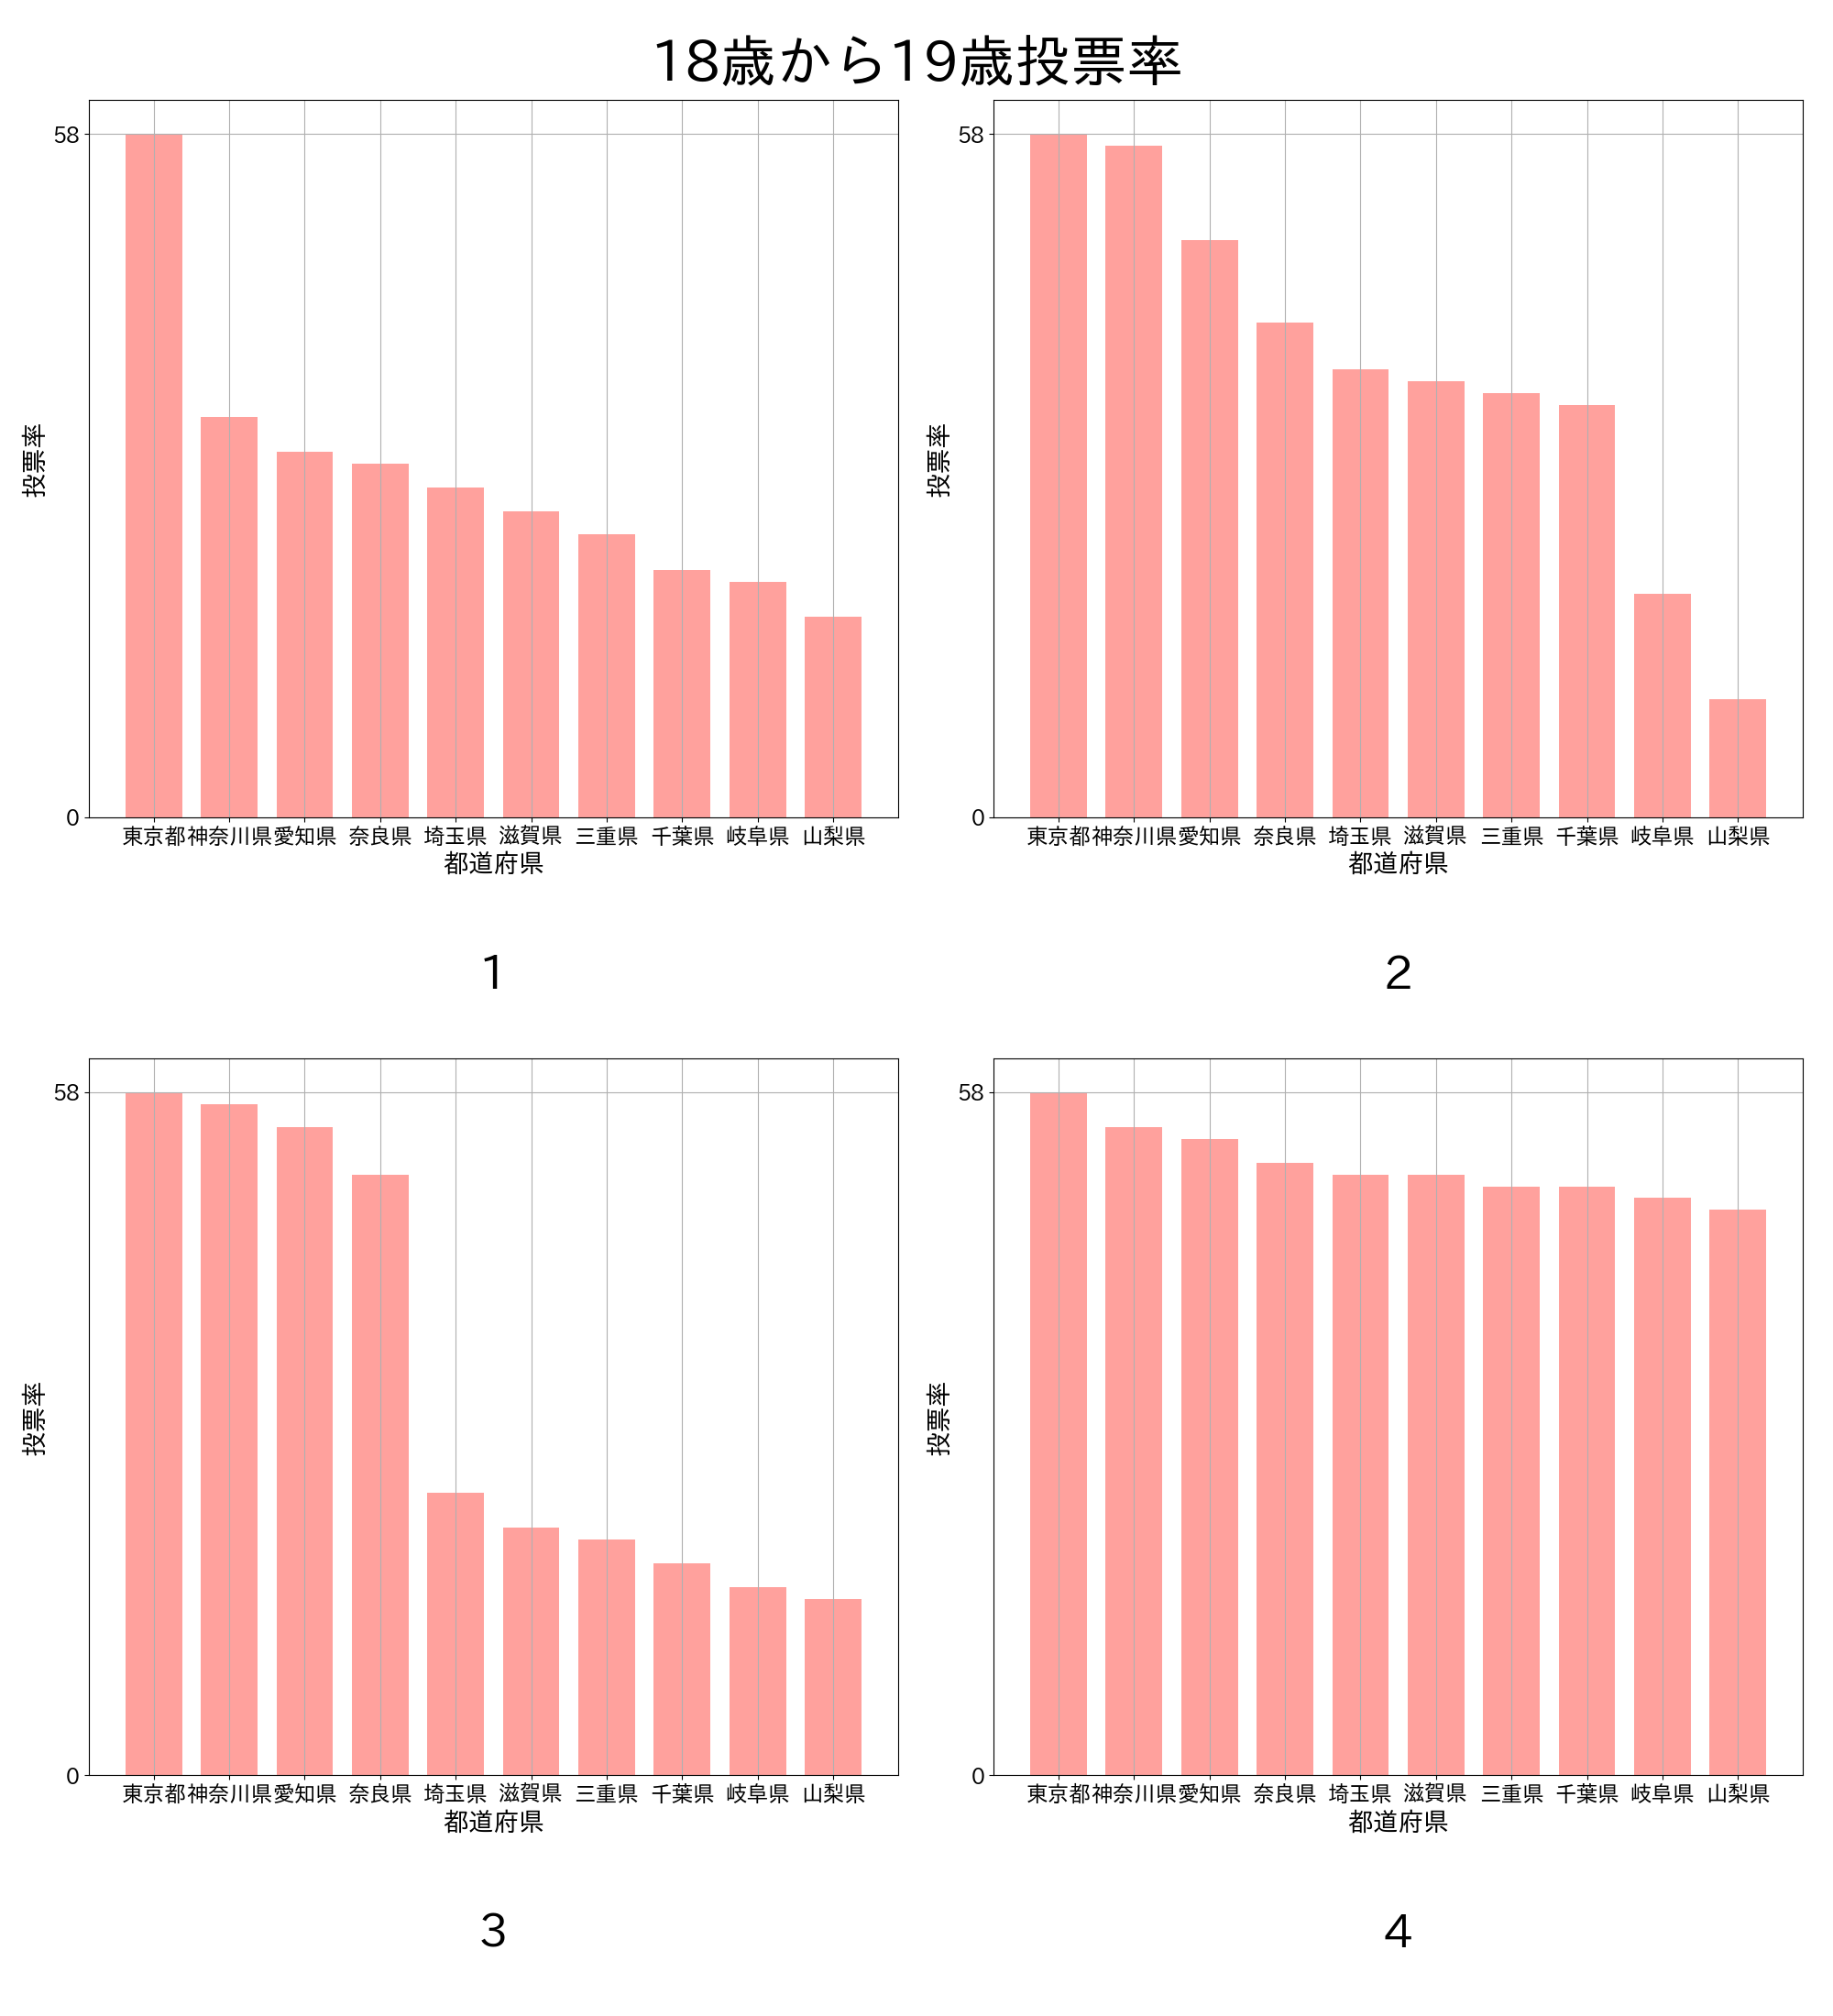 18歳から19歳投票率
58
0
投票率
東京都 神奈川県 愛知県 奈良県 埼玉県 滋賀県 三重県 千葉県 岐阜県 山梨県
都道府県
1
58
0
投票率
東京都 神奈川県 愛知県 奈良県 埼玉県 滋賀県 三重県 千葉県 岐阜県 山梨県
都道府県
2
58
0
投票率
東京都 神奈川県 愛知県 奈良県 埼玉県 滋賀県 三重県 千葉県 岐阜県 山梨県
都道府県
3
58
0
投票率
東京都 神奈川県 愛知県 奈良県 埼玉県 滋賀県 三重県 千葉県 岐阜県 山梨県
都道府県
4